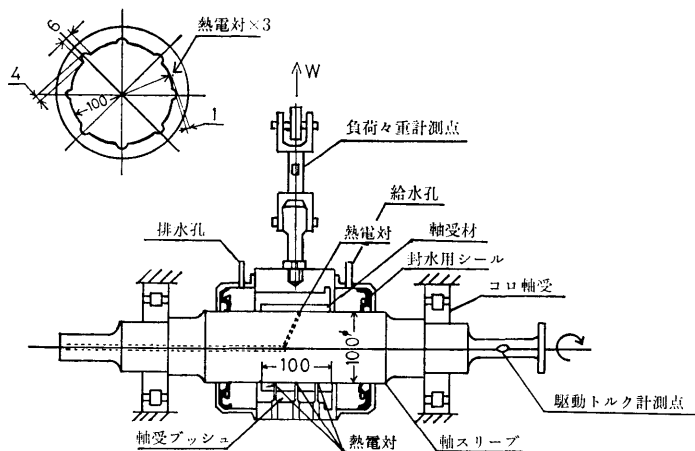 6
熱電対×3
4
100
1
W
負荷々重計測点
給水孔
排水孔
熱電対
軸受材
封水用シール
コロ軸受
100
100φ
駆動トルク計測点
軸受ブッシュ
熱電対
軸スリーブ